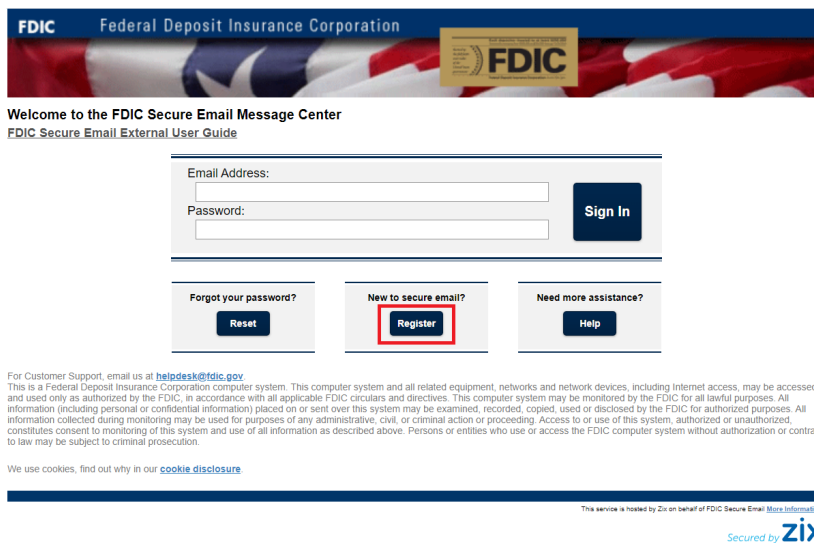 FDIC Federal Deposit Insurance Corporation
FDIC
Welcome to the FDIC Secure Email Message Center
FDIC Secure Email External User Guide
Email Address:
Password:
Sign In
Forgot your password?
Reset
New to secure email?
Register
Need more assistance?
Help
For Customer Support, email us at helpdesk@fdic.gov.
This is a Federal Deposit Insurance Corporation computer system. This computer system and all related equipment, networks and network devices, including Internet access, may be accessed
and used only as authorized by the FDIC, in accordance with all applicable FDIC circulars and directives. This computer system may be monitored by the FDIC for all lawful purposes. All
information (including personal or confidential information) placed on or sent over this system may be examined, recorded, copied, used or disclosed by the FDIC for authorized purposes. All
information collected during monitoring may be used for purposes of any administrative, civil, or criminal action or proceeding. Access to or use of this system, authorized or unauthorized,
constitutes consent to monitoring of this system and use of all information as described above. Persons or entities who use or access the FDIC computer system without authorization or contra
to law may be subject to criminal prosecution.
We use cookies, find out why in our cookie disclosure.
This service is hosted by Zix on behalf of FDIC Secure Email More Informati
Secured by zix